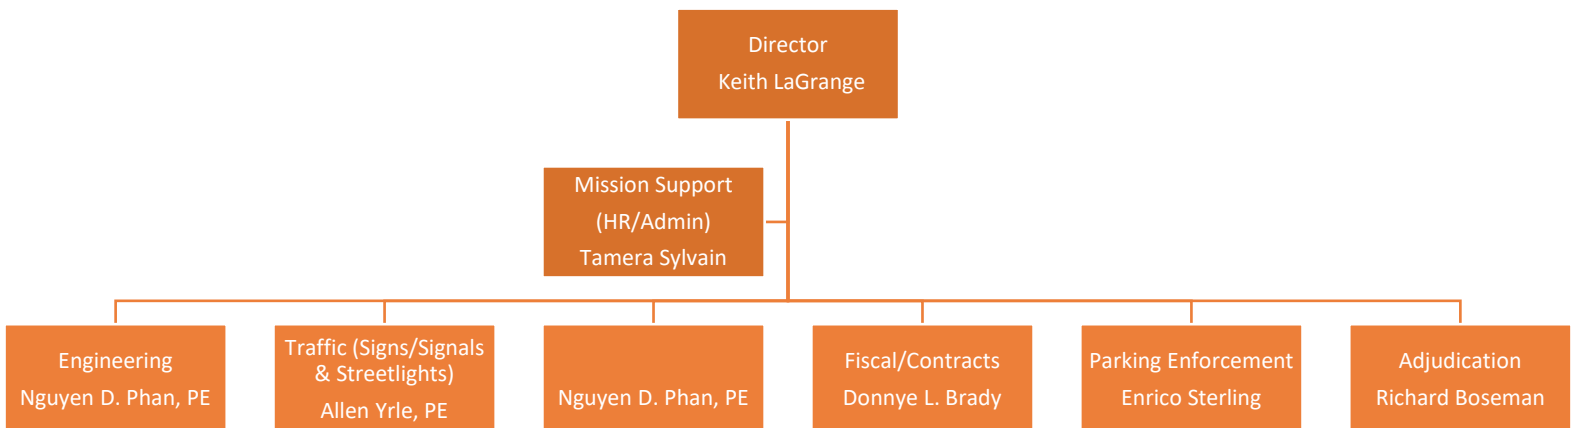 Director
Keith LaGrange
Mission Support
(HR/Admin)
Tamera Sylvain
Engineering
Nguyen D. Phan, PE
Traffic (Signs/Signals
& Streetlights)
Allen Yrle, PE
Nguyen D. Phan, PE
Fiscal/Contracts
Donnye L. Brady
Parking Enforcement
Enrico Sterling
Adjudication
Richard Boseman